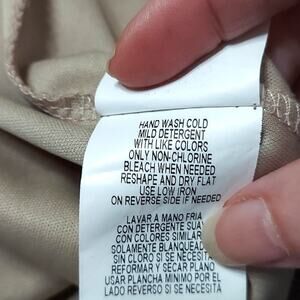 HAND WASH COLD
MILD DETERGENT
WITH LIKE COLORS
ONLY NON-CHLORINE
BLEACH WHEN NEEDED
RESHAPE AND DRY FLAT
USE LOW IRON
ON REVERSE SIDE IF NEEDED
LAVAR A MANO FRIA
CON DETERGENTE
CON COLORES
SOLAMENTE
SIN CLORO SI SE
REFORMAR Y SECAR PLANO
USAR PLANCHA MINIMO POR EL
LADO REVERSO SI SE NECESITA